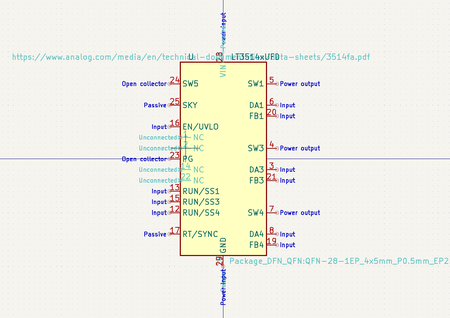 Power input
https://www.analog.com/media/en/technical-documentation/data-sheets/3514fa.pdf
U LT3514xUFD
28
VIN
Open collector 24 SW5 SW1 5 Power output
Passive 25 SKY DA1 6 Input
FB1 20 Input
Input 16 EN/UVLO
Unconnected 1 NC
Unconnected NC SW3 4 Power output
Open collector 23 PG
Unconnected 14 NC DA3 3 Input
Unconnected 22 NC FB3 21 Input
Input 13 RUN/SS1
Input 15 RUN/SS3
Input 12 RUN/SS4 SW4 7 Power output
Passive 17 RT/SYNC DA4 8 Input
FB4 19 Input
GND
29
Package_DFN_QFN:QFN-28-1EP_4x5mm_P0.5mm_EP2
Power input